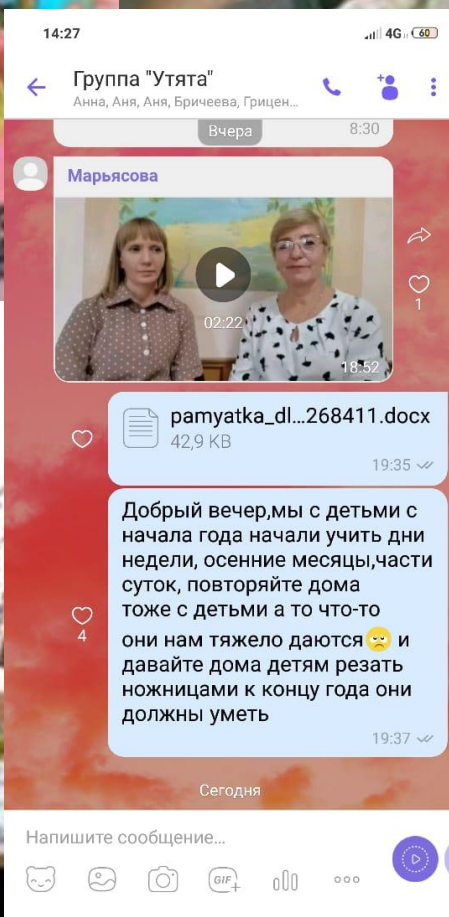 14:27
4G 60
Группа "Утята"
Анна, Аня, Аня, Бричеева, Грицен...
Вчера
8:30
Марьясова
02:22
18:52
1
pamyatka_dl...268411.docx
42,9 KB
19:35
Добрый вечер,мы с детьми с
начала года начали учить дни
недели, осенние месяцы,части
суток, повторяйте дома
тоже с детьми а то что-то
они нам тяжело даются и
давайте дома детям резать
ножницами к концу года они
должны уметь
4
19:37
Сегодня
Напишите сообщение...
GIF